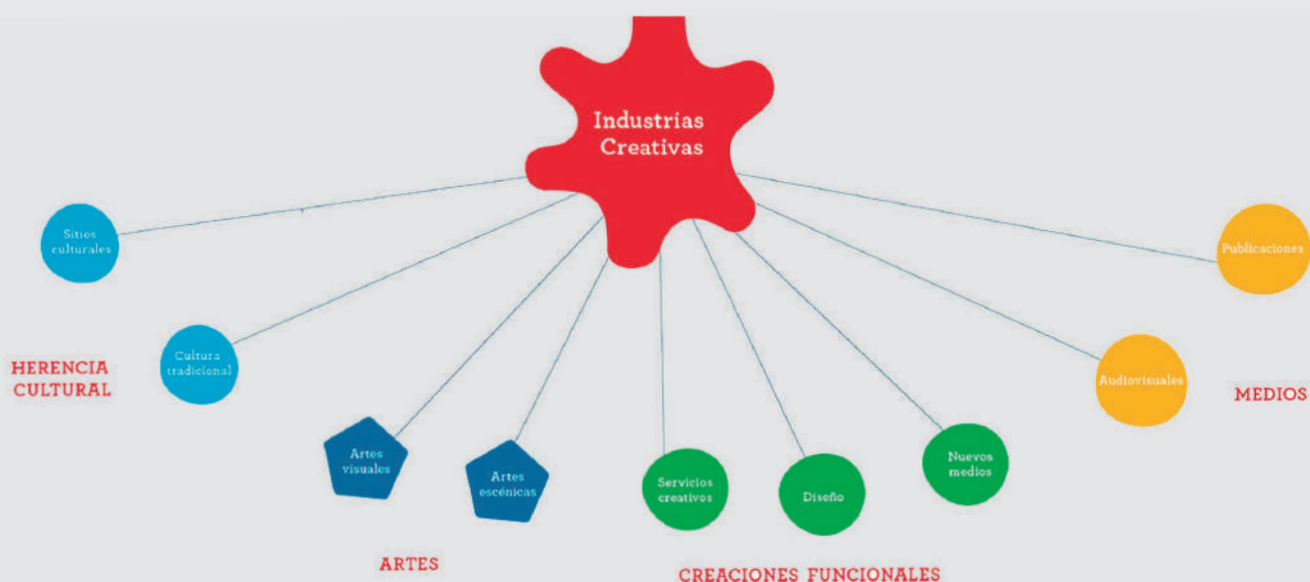 Industrias
Creativas
Sitios
culturales
Cultura
tradicional
HERENCIA
CULTURAL
Artes
visuales
Artes
escénicas
ARTES
Servicios
creativos
Diseño
Nuevos
medios
CREACIONES FUNCIONALES
Publicaciones
Audiovisuales
MEDIOS